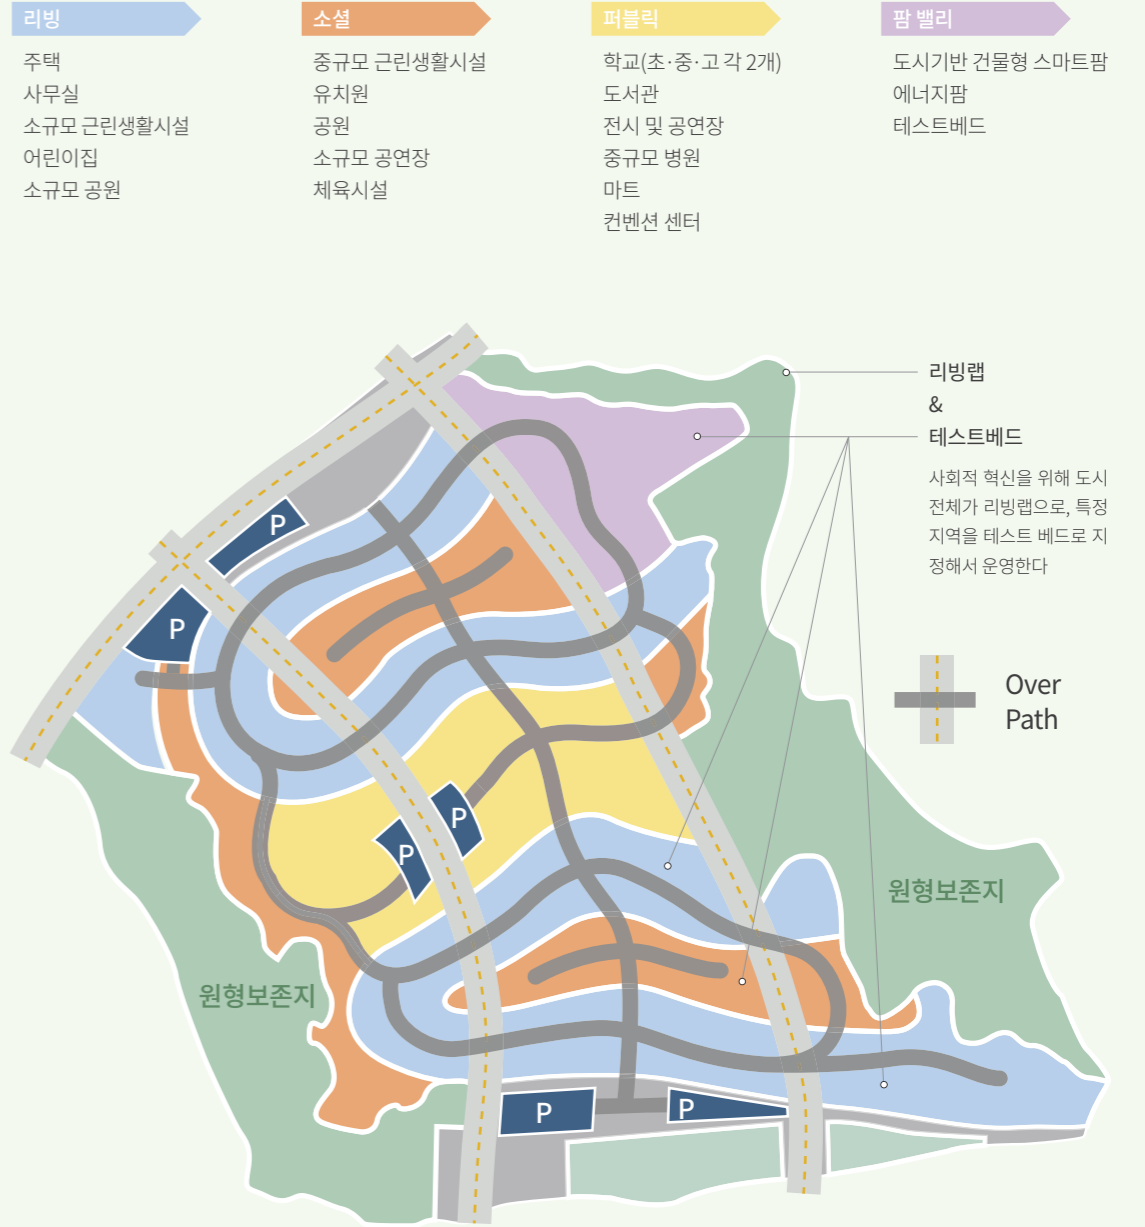 리빙
주택
사무실
소규모 근린생활시설
어린이집
소규모 공원
소셜
중규모 근린생활시설
유치원
공원
소규모 공연장
체육시설
퍼블릭
학교(초·중·고 각 2개)
도서관
전시 및 공연장
중규모 병원
마트
컨벤션 센터
팜 밸리
도시기반 건물형 스마트팜
에너지팜
테스트베드
리빙랩
&
테스트베드
사회적 혁신을 위해 도시
전체가 리빙랩으로, 특정
지역을 테스트 베드로 지
정해서 운영한다
Over
Path
P
P
P
P
원형보존지
원형보존지
P
P